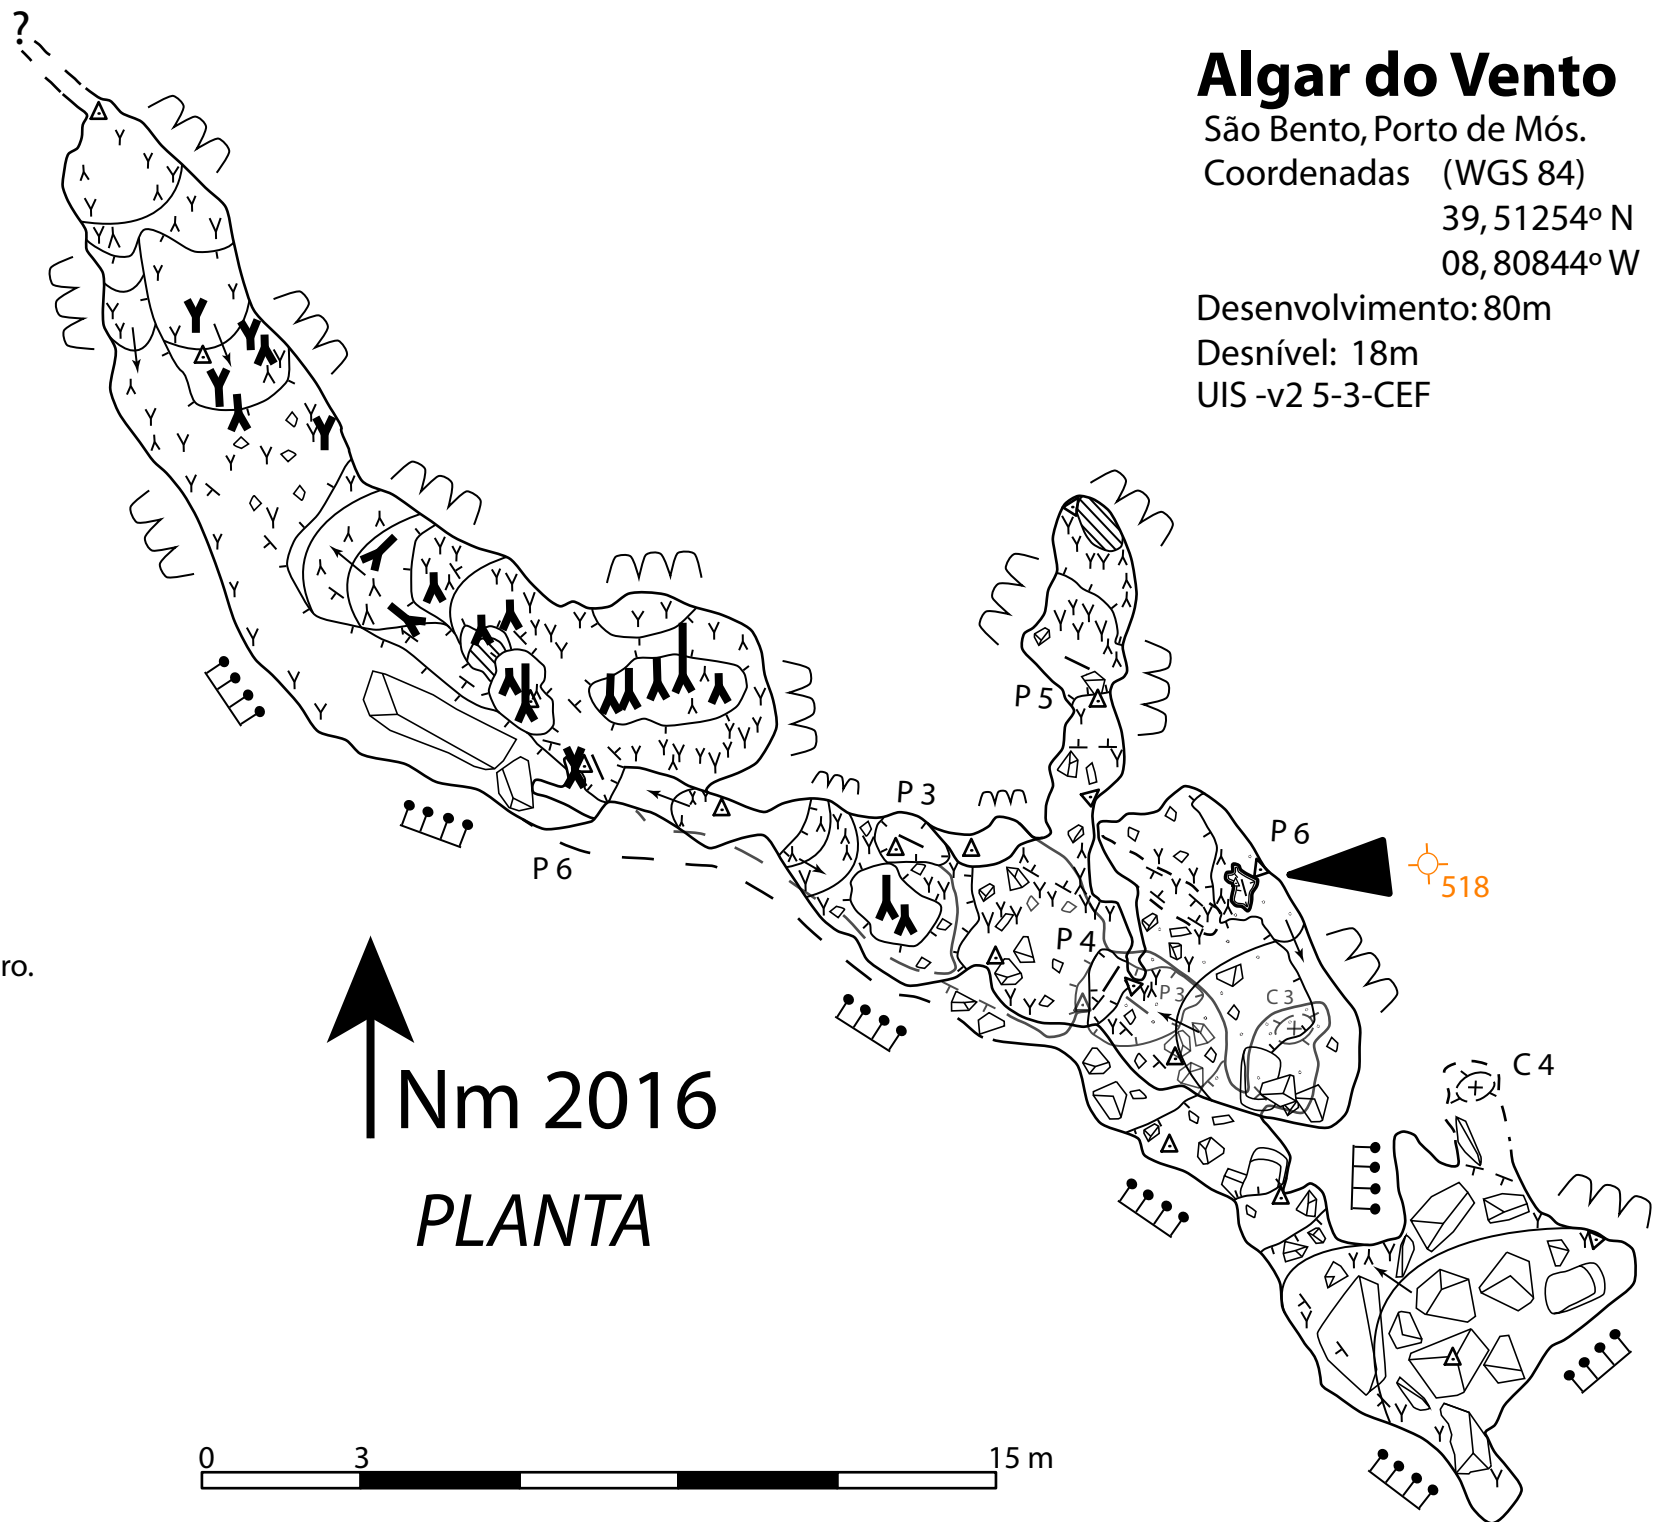 ?
Algar do Vento
São Bento, Porto de Mós.
Coordenadas (WGS 84)
39, 51254º N
08, 80844º W
Desenvolvimento: 80m
Desnível: 18m
UIS -v2 5-3-CEF
P 5
P 3
P 6
518
P 6
P 4
P 3
C 3
ro.
C 4
Nm 2016
PLANTA
0 3 15 m